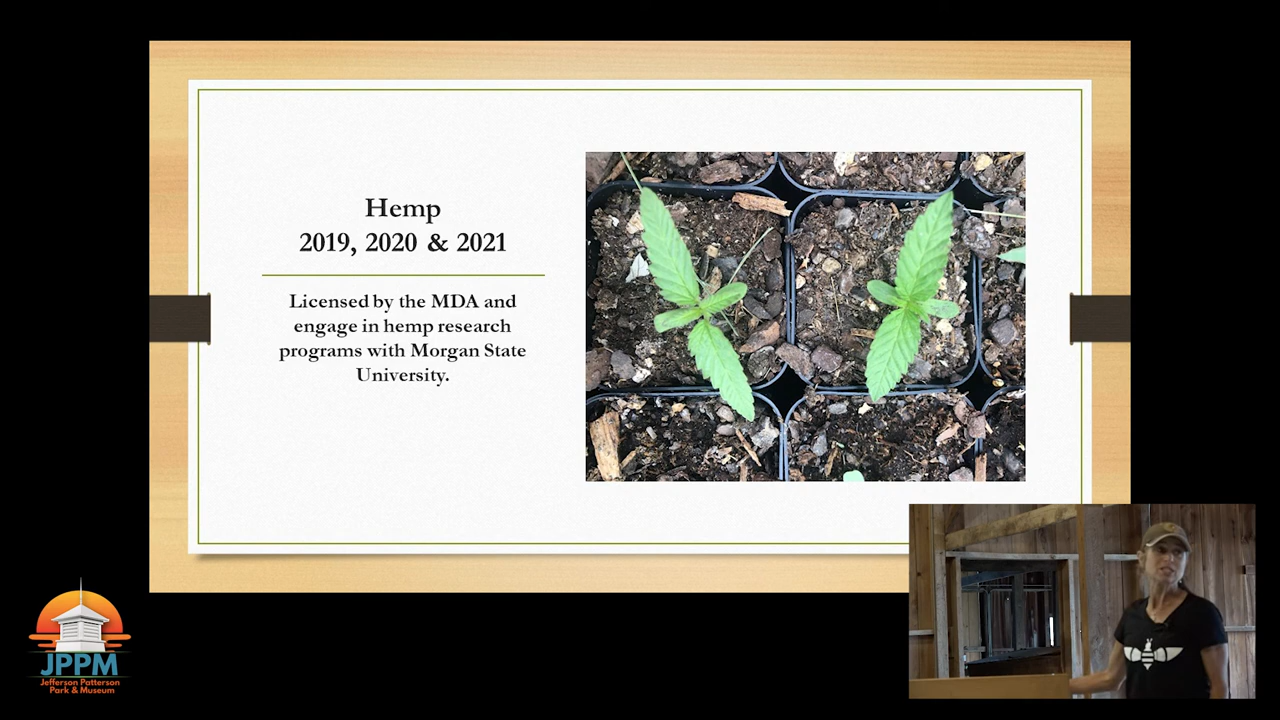 Hemp
2019, 2020 & 2021
Licensed by the MDA and
engage in hemp research
programs with Morgan State
University.
JPPM
Jefferson Patterson
Park & Museum